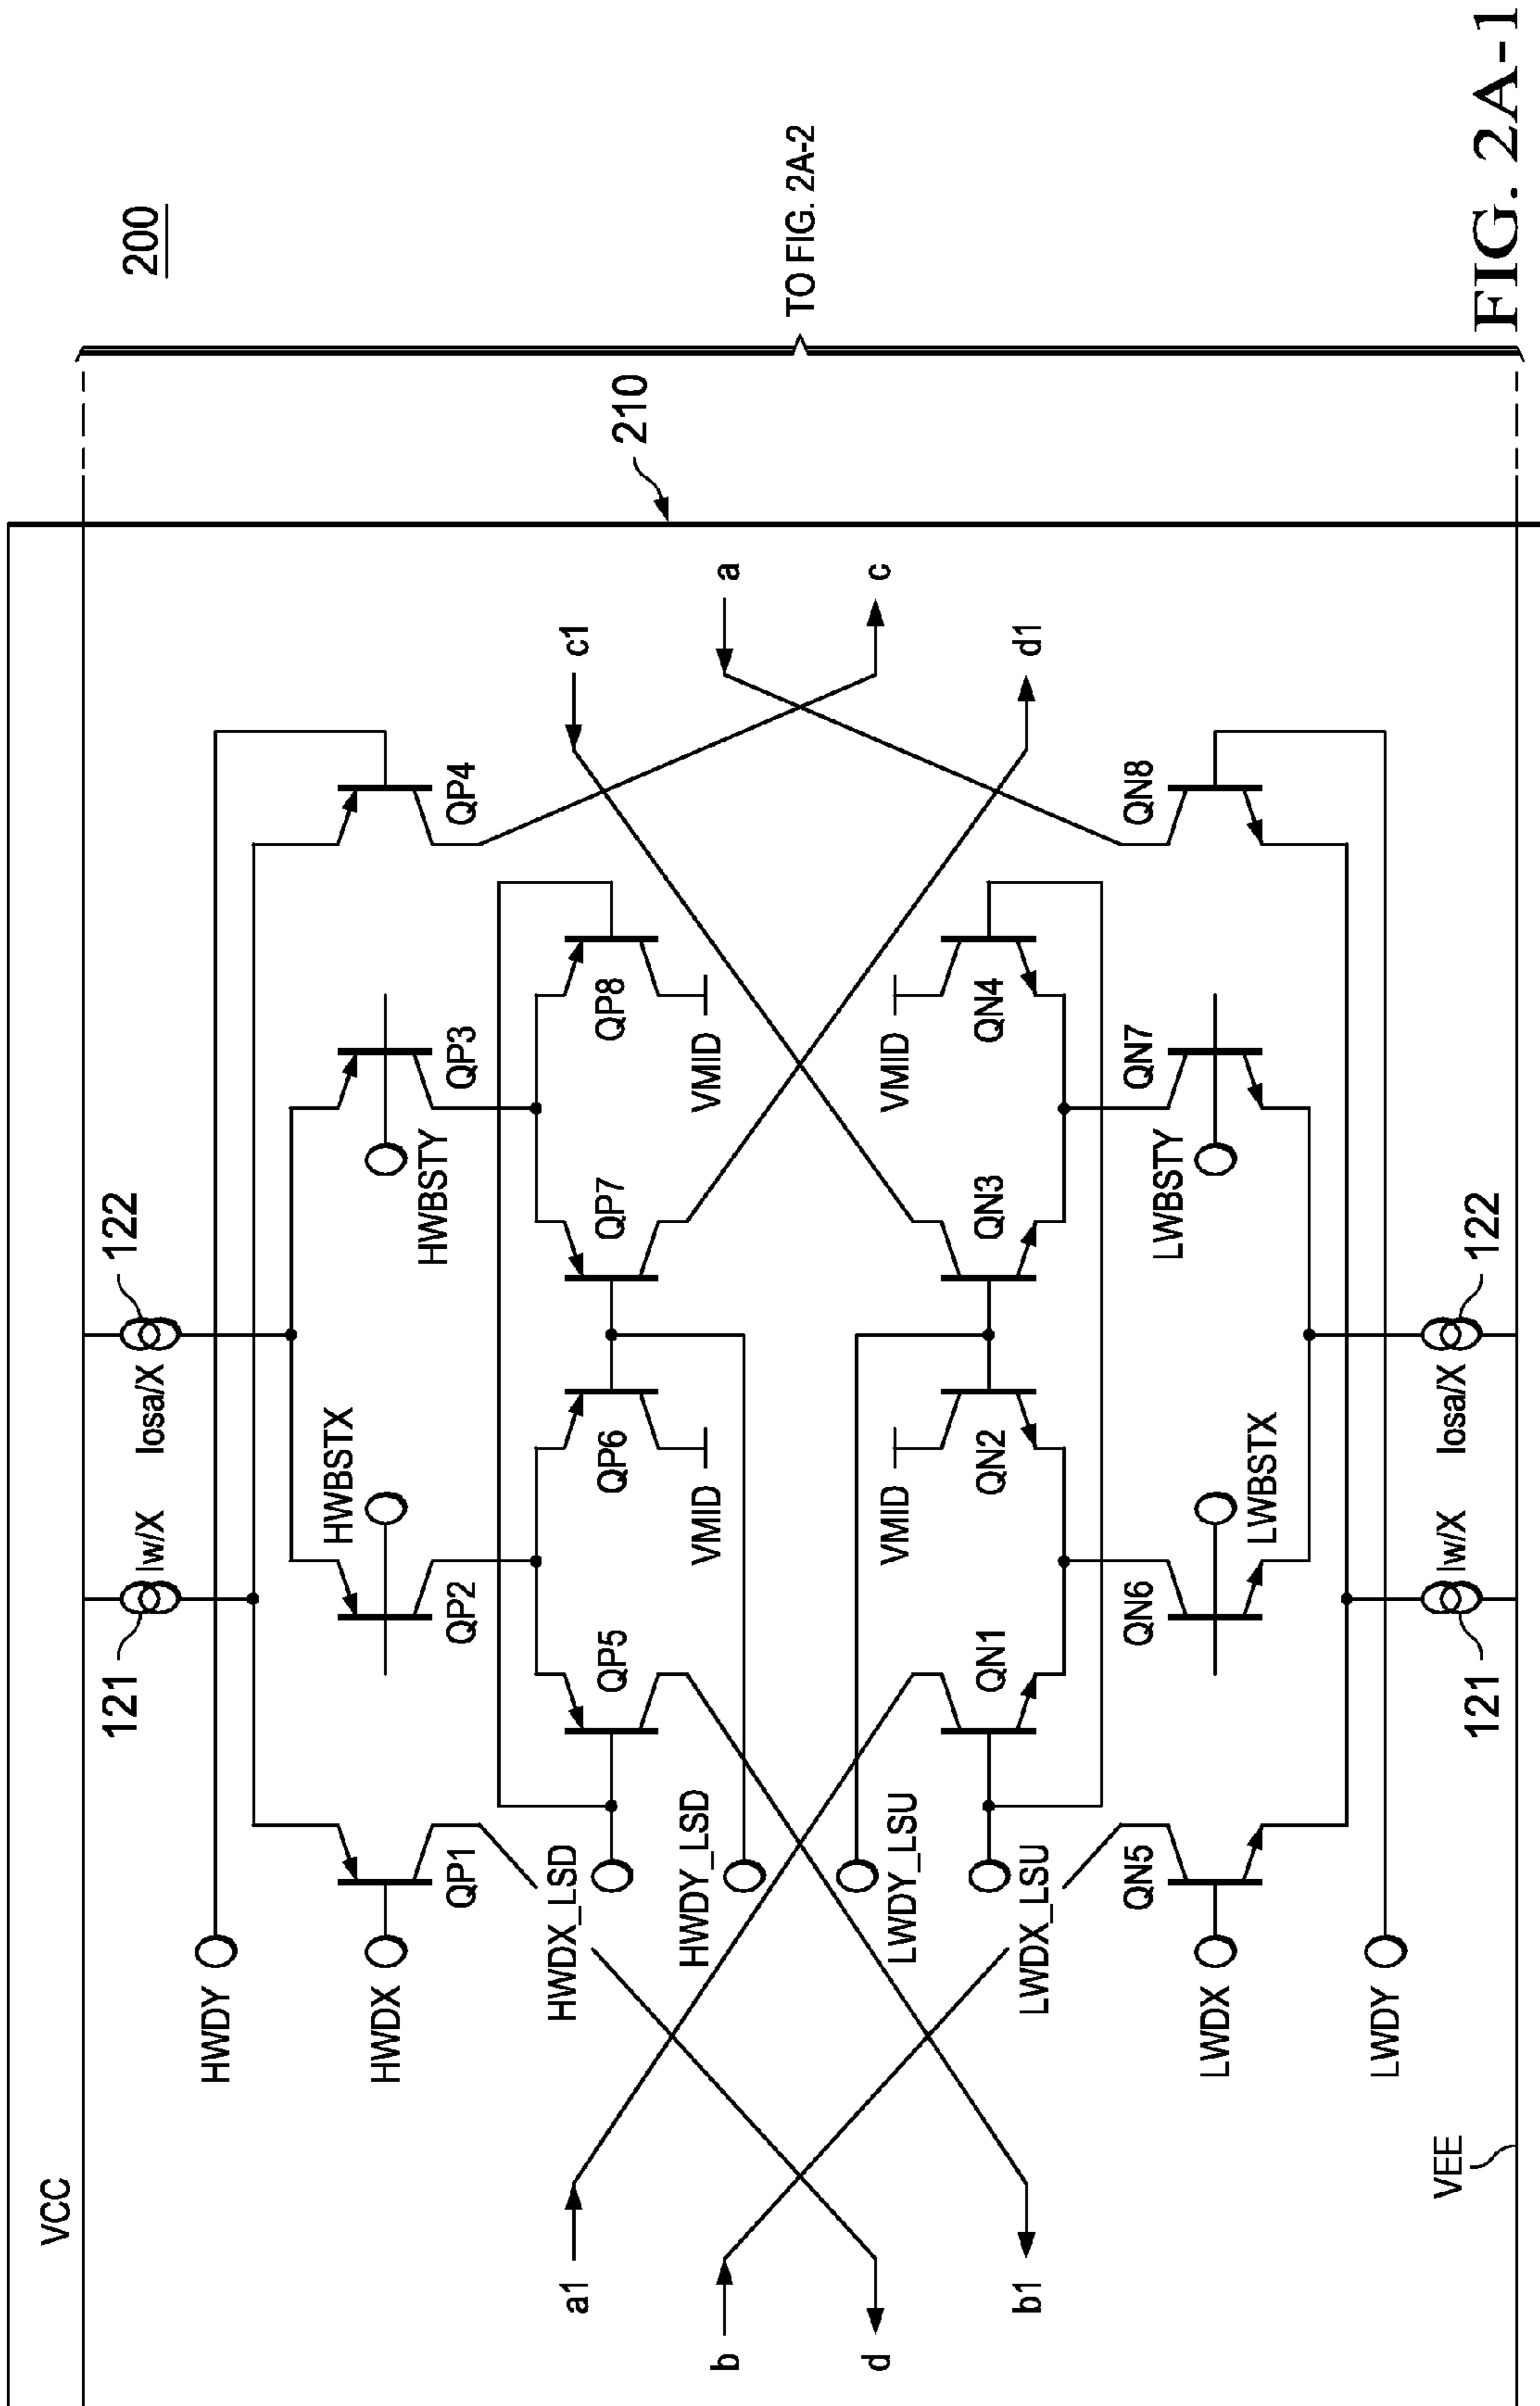 200
TO FIG. 2A-2
FIG. 2A-1
210
VCC
121
Iw/X
Iosa/X
122
HWDY
HWDX
QP1
QP2
HWBSTX
HWBSTY
QP3
QP4
HWDX_LSD
QP5
QP6
QP7
QP8
VMID
VMID
HWDY_LSD
a1
b
d
b1
c1
a
c
d1
LWDY_LSU
VMID
VMID
LWDX_LSU
QN1
QN2
QN3
QN4
LWDX
QN5
QN6
LWBSTX
LWBSTY
QN7
QN8
LWDY
VEE
121
Iw/X
Iosa/X
122